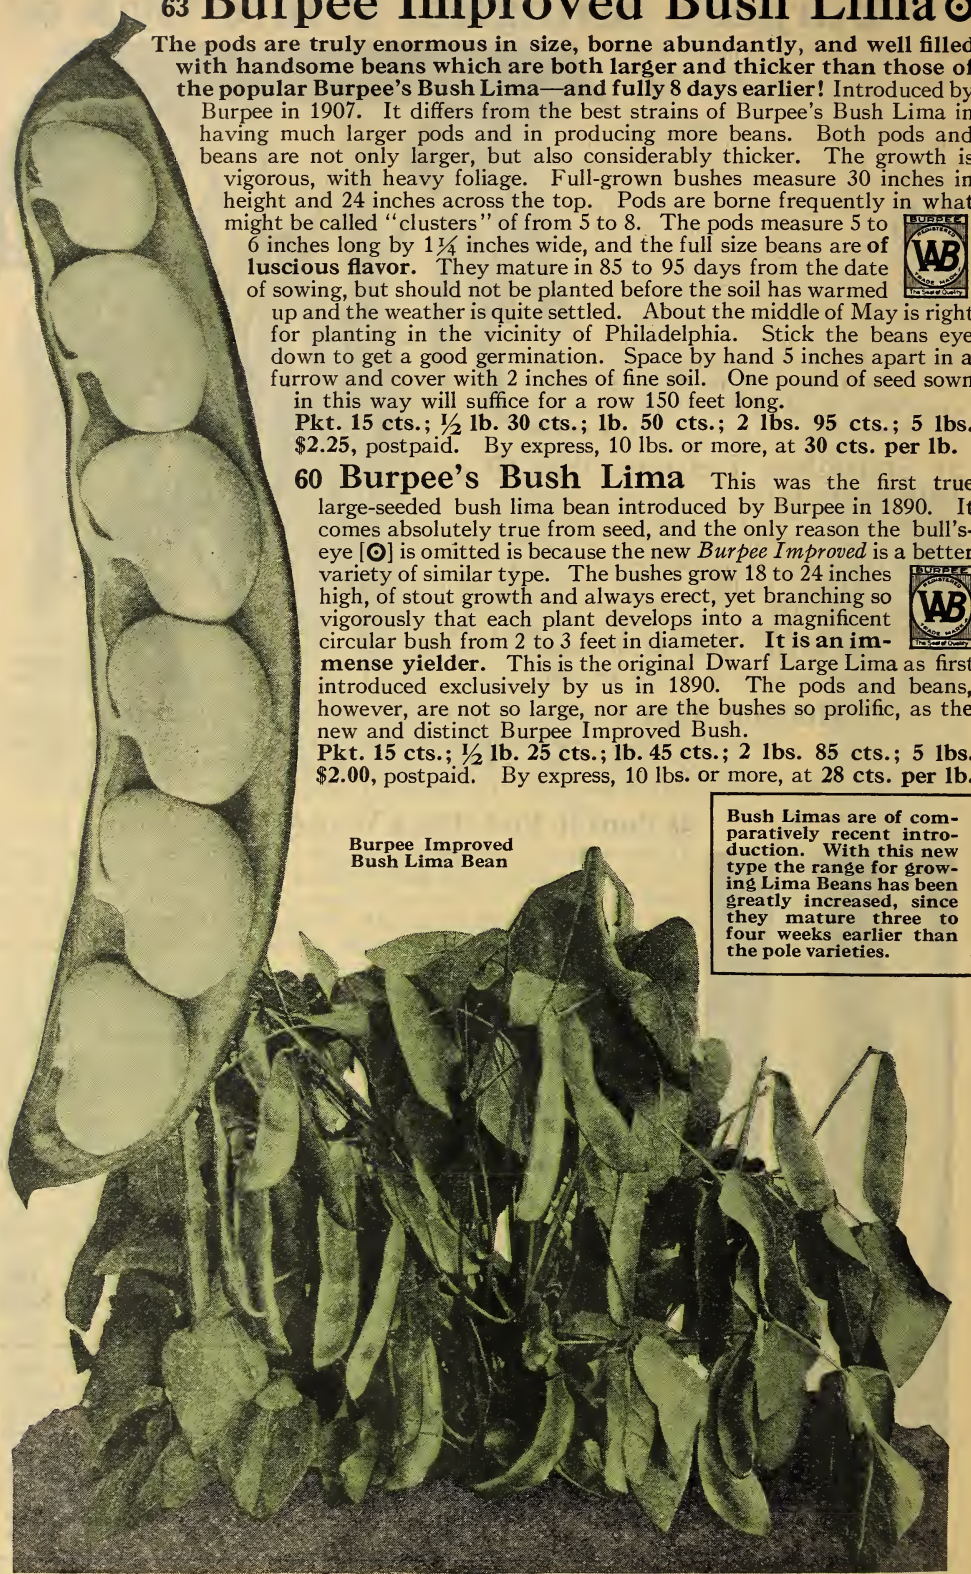 63 Burpee Improved Bush Lima
The pods are truly enormous in size, borne abundantly, and well filled
with handsome beans which are both larger and thicker than those of
the popular Burpee's Bush Lima—and fully 8 days earlier! Introduced by
Burpee in 1907. It differs from the best strains of Burpee's Bush Lima in
having much larger pods and in producing more beans. Both pods and
beans are not only larger, but also considerably thicker. The growth is
vigorous, with heavy foliage. Full-grown bushes measure 30 inches in
height and 24 inches across the top. Pods are borne frequently in what
might be called "clusters" of from 5 to 8. The pods measure 5 to
6 inches long by 1¼ inches wide, and the full size beans are of
luscious flavor. They mature in 85 to 95 days from the date
of sowing, but should not be planted before the soil has warmed
BURPEE
REGISTERED
WAB
TRADE MARK
The Seal of Quality
up and the weather is quite settled. About the middle of May is right
for planting in the vicinity of Philadelphia. Stick the beans eye
down to get a good germination. Space by hand 5 inches apart in a
furrow and cover with 2 inches of fine soil. One pound of seed sown
in this way will suffice for a row 150 feet long.
Pkt. 15 cts.; ½ lb. 30 cts.; lb. 50 cts.; 2 lbs. 95 cts.; 5 lbs.
$2.25, postpaid. By express, 10 lbs. or more, at 30 cts. per lb.
60 Burpee's Bush Lima This was the first true
large-seeded bush lima bean introduced by Burpee in 1890. It
comes absolutely true from seed, and the only reason the bull's-
eye [⊙] is omitted is because the new Burpee Improved is a better
variety of similar type. The bushes grow 18 to 24 inches
high, of stout growth and always erect, yet branching so
vigorously that each plant develops into a magnificent
circular bush from 2 to 3 feet in diameter. It is an im-
BURPEE
REGISTERED
WAB
TRADE MARK
The Seal of Quality
mense yielder. This is the original Dwarf Large Lima as first
introduced exclusively by us in 1890. The pods and beans,
however, are not so large, nor are the bushes so prolific, as the
new and distinct Burpee Improved Bush.
Pkt. 15 cts.; ½ lb. 25 cts.; lb. 45 cts.; 2 lbs. 85 cts.; 5 lbs.
$2.00, postpaid. By express, 10 lbs. or more, at 28 cts. per lb.
Burpee Improved
Bush Lima Bean
Bush Limas are of com-
paratively recent intro-
duction. With this new
type the range for grow-
ing Lima Beans has been
greatly increased, since
they mature three to
four weeks earlier than
the pole varieties.